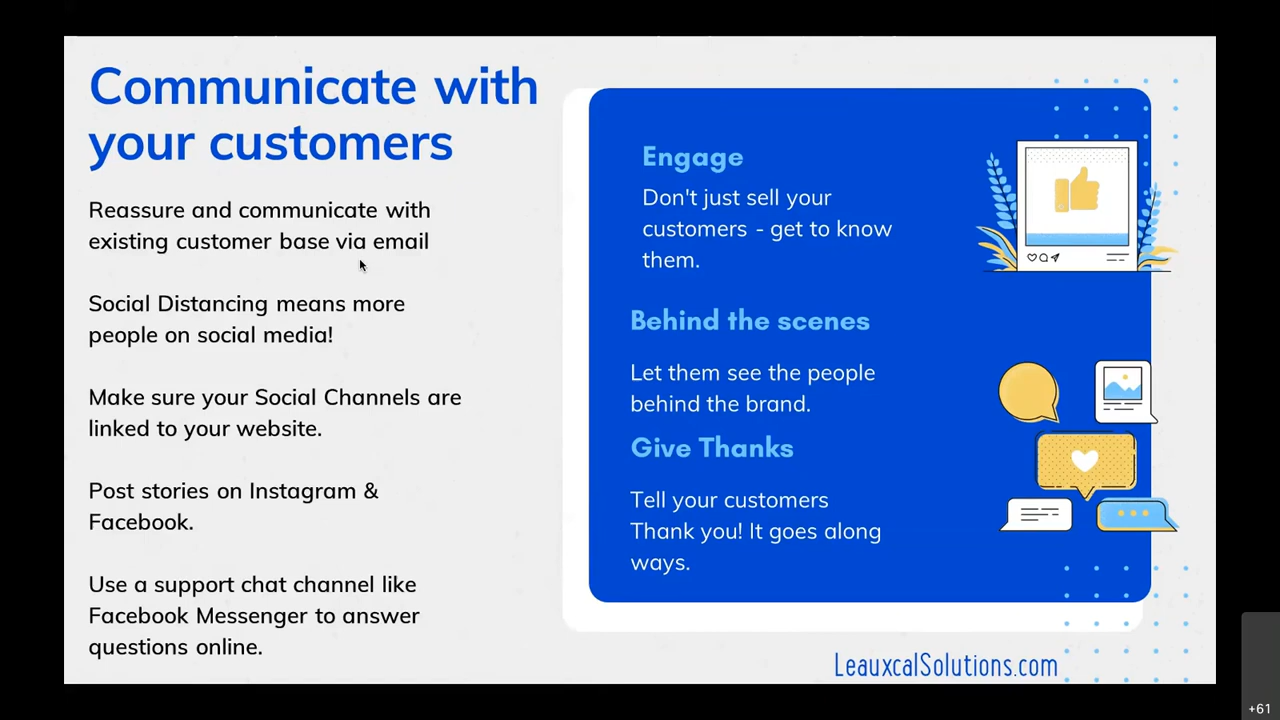 Communicate with
your customers
Reassure and communicate with
existing customer base via email
Social Distancing means more
people on social media!
Make sure your Social Channels are
linked to your website.
Post stories on Instagram &
Facebook.
Use a support chat channel like
Facebook Messenger to answer
questions online.
Engage
Don't just sell your
customers - get to know
them.
Behind the scenes
Let them see the people
behind the brand.
Give Thanks
Tell your customers
Thank you! It goes along
ways.
LeauxcalSolutions.com
+61